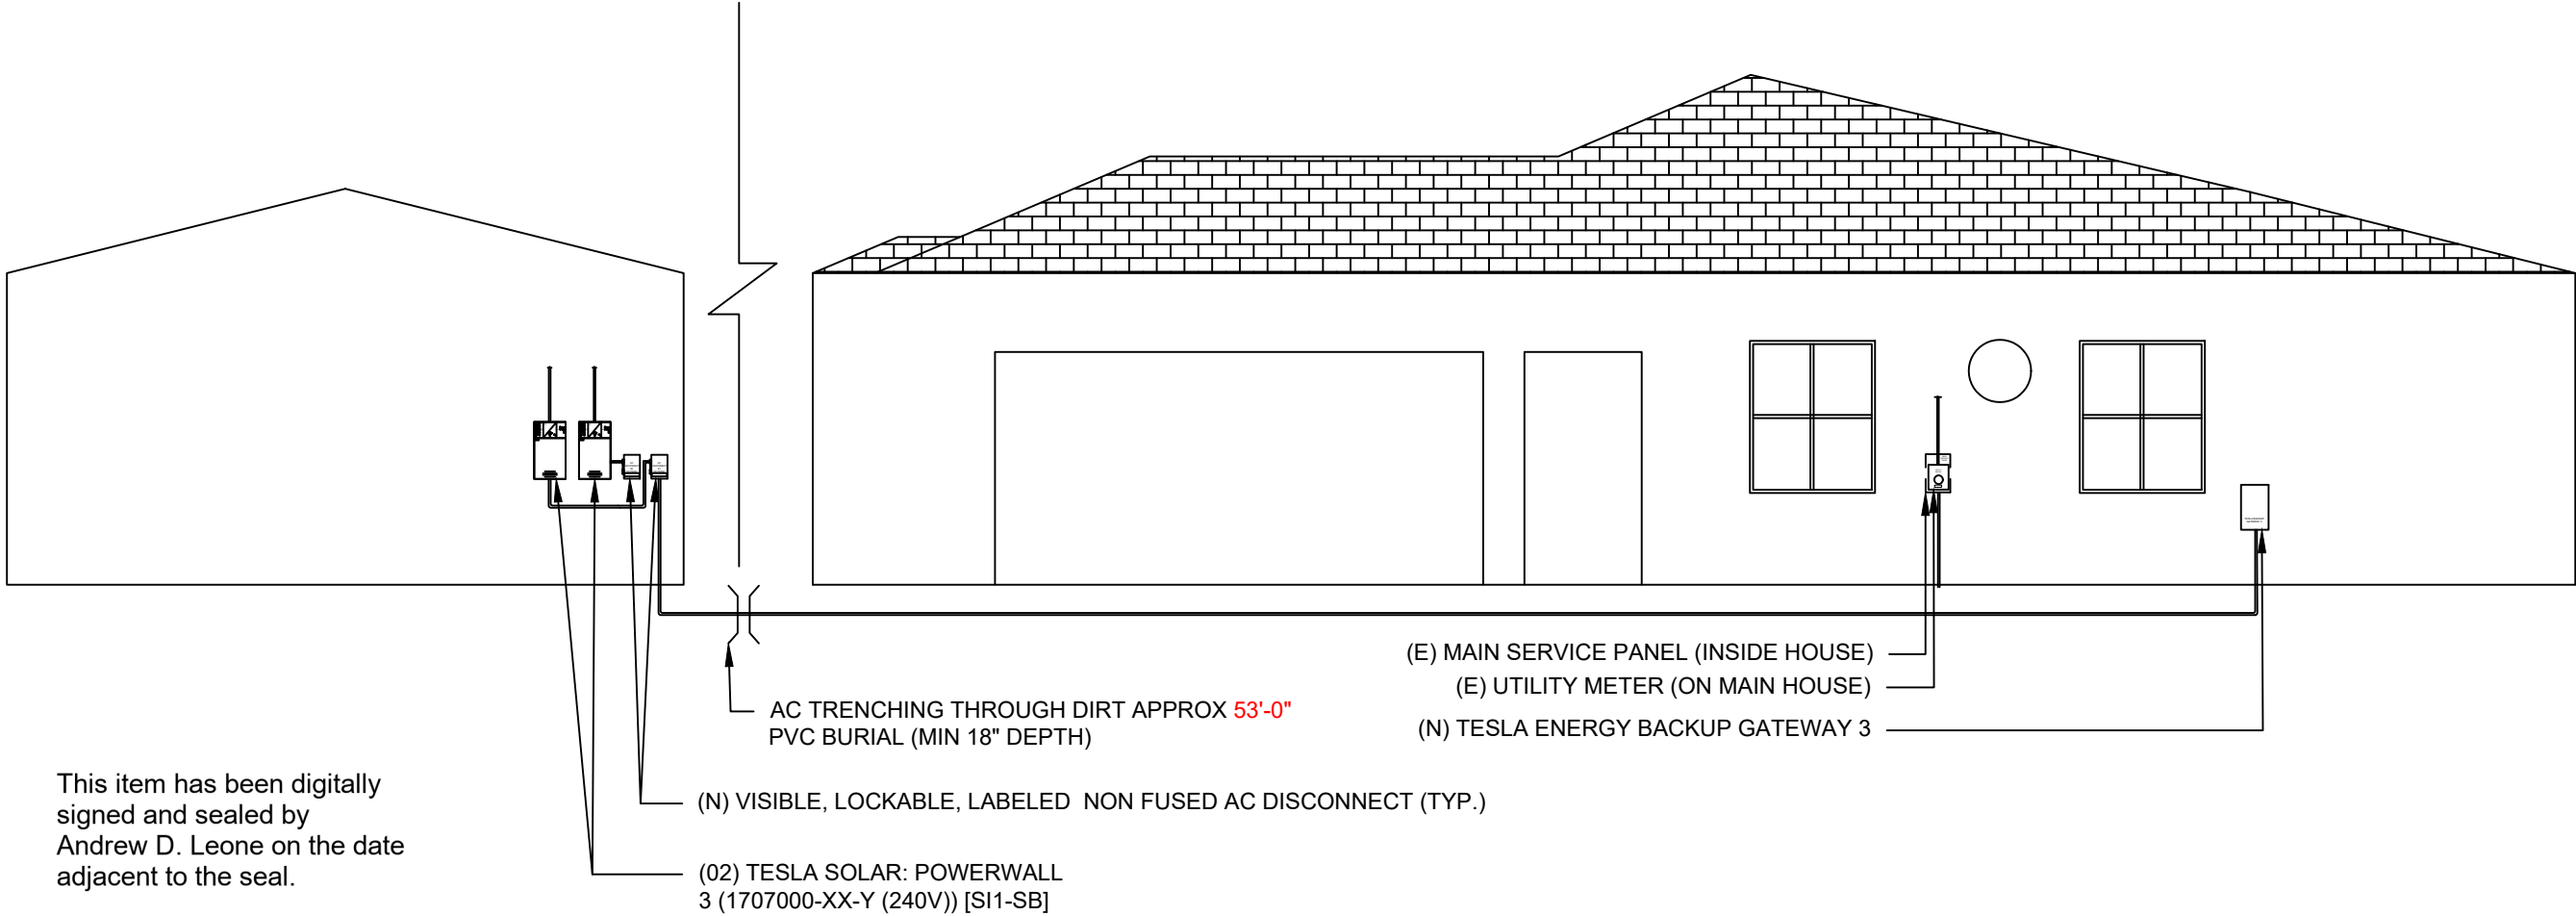 (E) MAIN SERVICE PANEL (INSIDE HOUSE)
(E) UTILITY METER (ON MAIN HOUSE)
(N) TESLA ENERGY BACKUP GATEWAY 3
AC TRENCHING THROUGH DIRT APPROX 53'-0"
PVC BURIAL (MIN 18" DEPTH)
(N) VISIBLE, LOCKABLE, LABELED NON FUSED AC DISCONNECT (TYP.)
(02) TESLA SOLAR: POWERWALL
3 (1707000-XX-Y (240V)) [SI1-SB]
This item has been digitally
signed and sealed by
Andrew D. Leone on the date
adjacent to the seal.